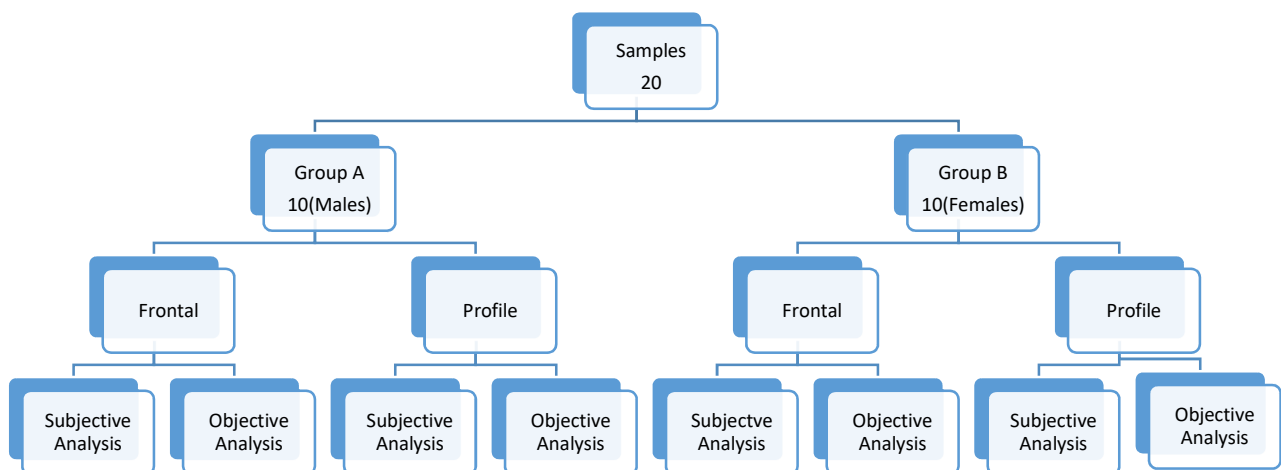 Samples
20
Group A
10(Males)
Group B
10(Females)
Frontal
Profile
Frontal
Profile
Subjective
Analysis
Objective
Analysis
Subjective
Analysis
Objective
Analysis
Subjectve
Analysis
Objective
Analysis
Subjective
Analysis
Objective
Analysis